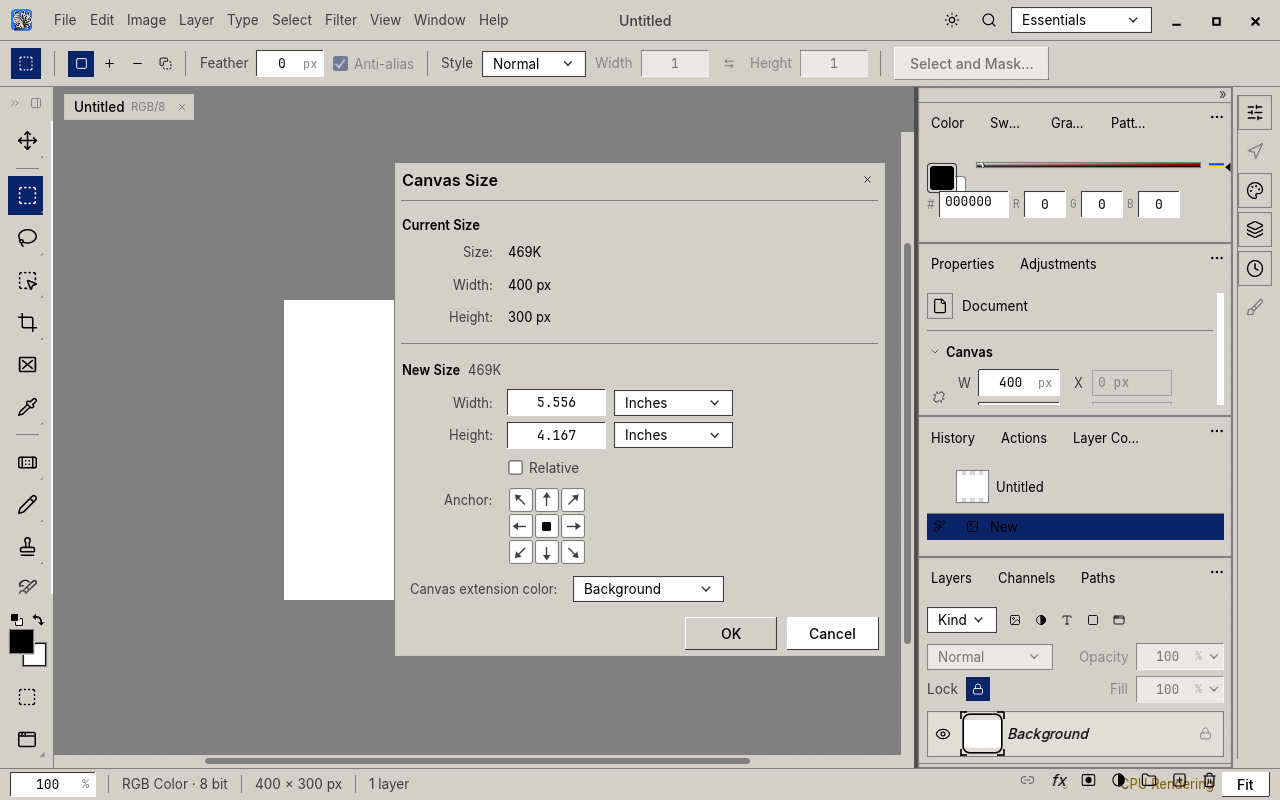 File Edit Image Layer Type Select Filter View Window Help
Untitled
Essentials
Feather 0 px Anti-alias Style Normal Width 1 Height 1 Select and Mask...
Untitled RGB/8
Color Sw... Gra... Patt...
# 000000 R 0 G 0 B 0
Canvas Size
Current Size
Size: 469K
Width: 400 px
Height: 300 px
New Size 469K
Width: 5.556 Inches
Height: 4.167 Inches
Relative
Anchor:
Canvas extension color: Background
OK Cancel
Properties Adjustments
Document
Canvas
W 400 px X 0 px
History Actions Layer Co...
Untitled
New
Layers Channels Paths
Kind
Normal Opacity 100 %
Lock Fill 100 %
Background
fx
100 % RGB Color · 8 bit 400 × 300 px 1 layer CPU Rendering Fit